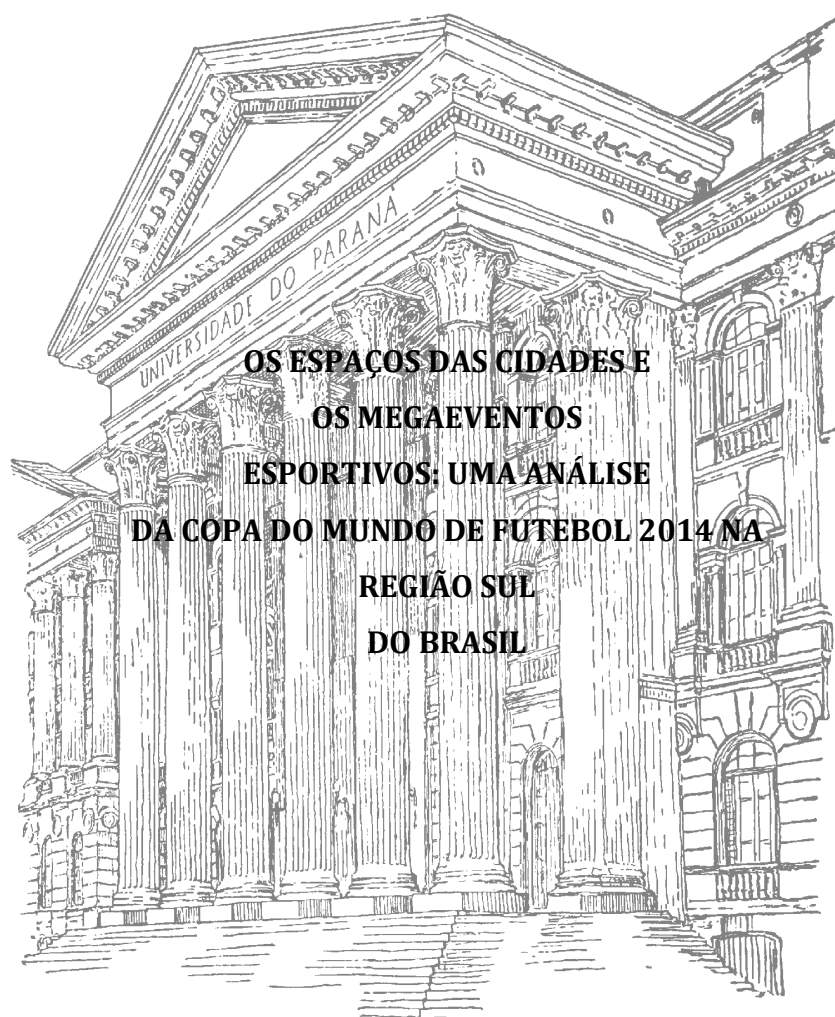 UNIVERSIDADE DO PARANÁ
OS ESPAÇOS DAS CIDADES E
OS MEGAEVENTOS
ESPORTIVOS: UMA ANÁLISE
DA COPA DO MUNDO DE FUTEBOL 2014 NA
REGIÃO SUL
DO BRASIL